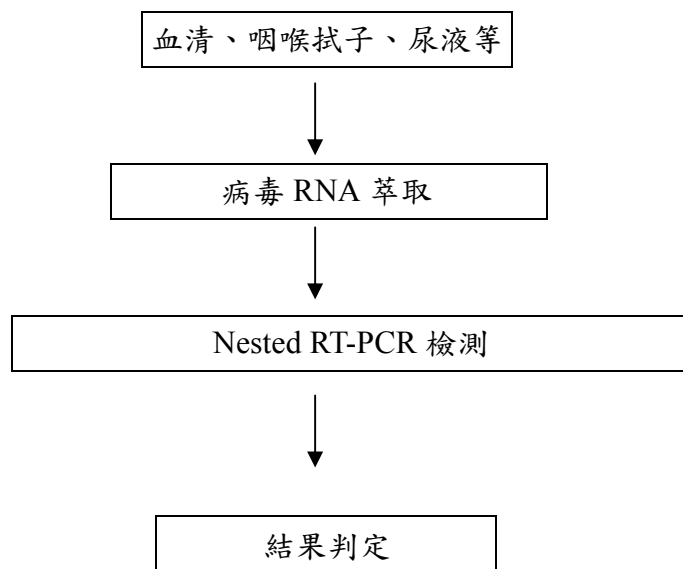 血清、咽喉拭子、尿液等
病毒 RNA 萃取
Nested RT-PCR 檢測
結果判定